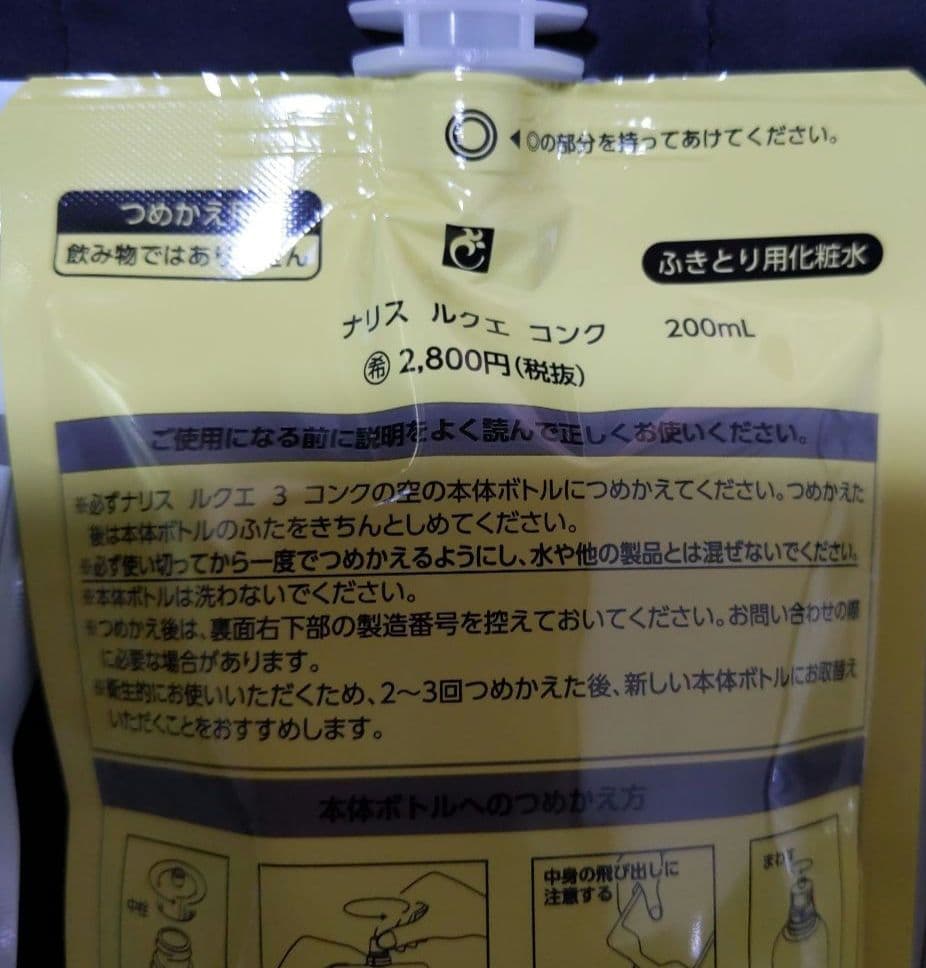 ◀◎の部分を持ってあけてください。
つめかえ
飲み物ではありません
ふきとり用化粧水
ナリス ルクエ コンク 200mL
㊒2,800円(税抜)
ご使用になる前に説明をよく読んで正しくお使いください。
※必ずナリス ルクエ 3 コンクの空の本体ボトルにつめかえてください。つめかえた
後は本体ボトルのふたをきちんとしめてください。
※必ず使い切ってから一度でつめかえるようにし、水や他の製品とは混ぜないでください。
※本体ボトルは洗わないでください。
※つめかえ後は、裏面右下部の製造番号を控えておいてください。お問い合わせの際
に必要な場合があります。
※衛生的にお使いいただくため、2〜3回つめかえた後、新しい本体ボトルにお取替え
いただくことをおすすめします。
本体ボトルへのつめかえ方
中身の飛び出しに
注意する
まわす